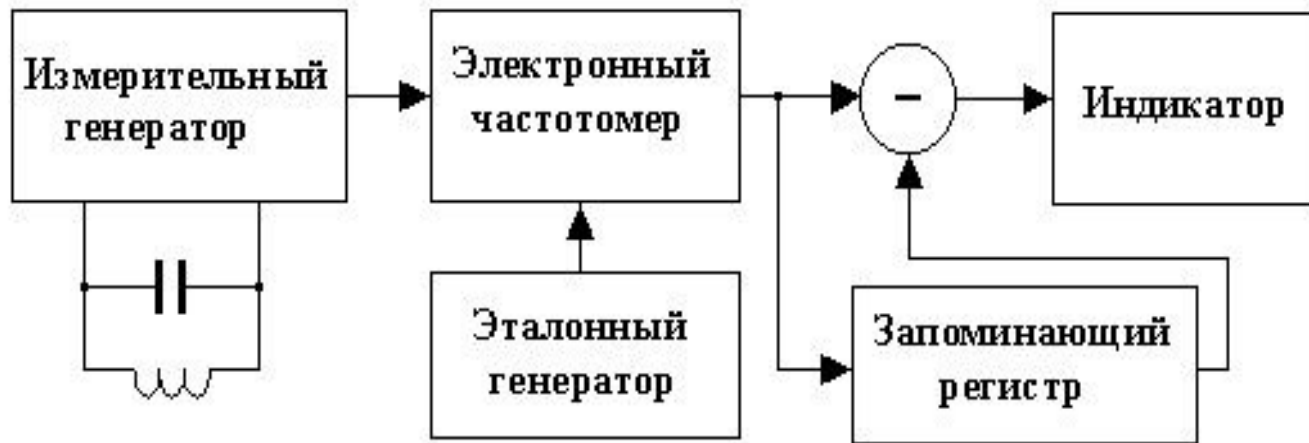 Измерительный
генератор
Электронный
частотомер
–
Индикатор
Эталонный
генератор
Запоминающий
регистр